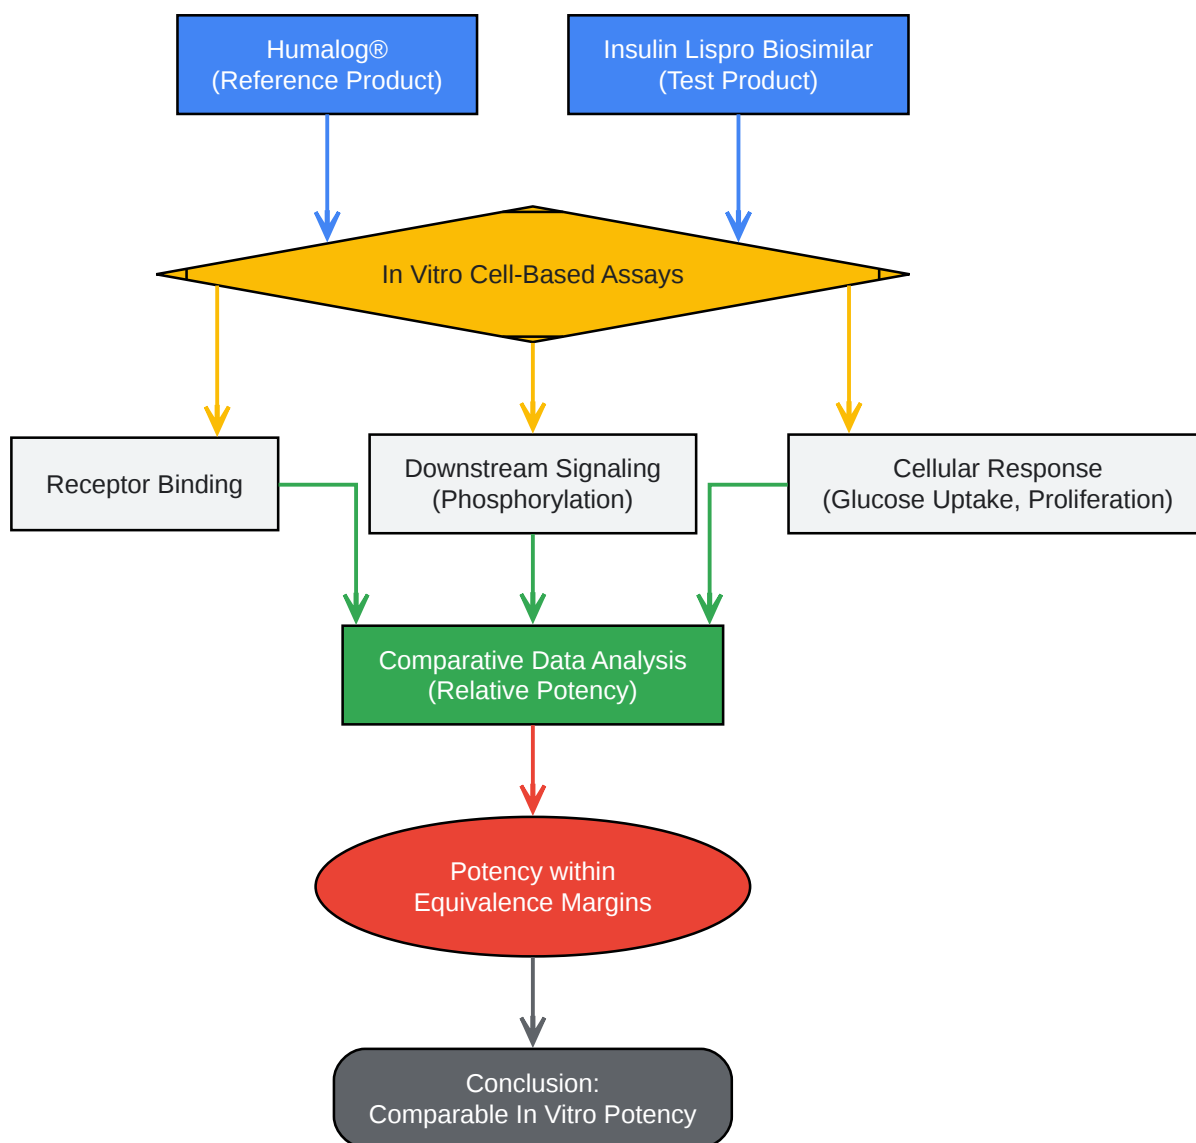 Humalog®
(Reference Product)
Insulin Lispro Biosimilar
(Test Product)
In Vitro Cell-Based Assays
Receptor Binding
Downstream Signaling
(Phosphorylation)
Cellular Response
(Glucose Uptake, Proliferation)
Comparative Data Analysis
(Relative Potency)
Potency within
Equivalence Margins
Conclusion:
Comparable In Vitro Potency